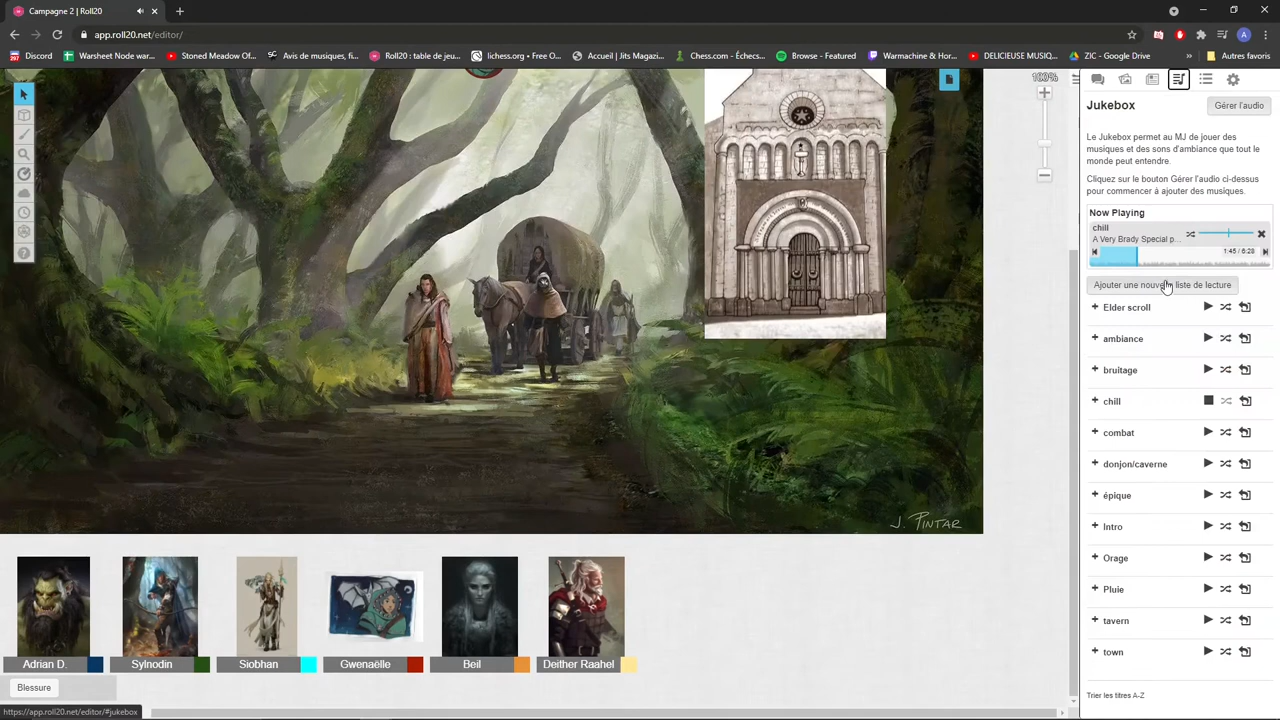 Campagne 2 | Roll20
app.roll20.net/editor/
Discord
Warsheet Node war...
Stoned Meadow Of...
Avis de musiques, fi...
Roll20 : table de jeu...
lichess.org • Free O...
Accueil | Jits Magazi...
Chess.com - Échecs...
Browse - Featured
Warmachine & Hor...
DELICIEUSE MUSIQ...
ZIC - Google Drive
Autres favoris
A
100%
Jukebox
Gérer audio
Le Jukebox permet au MJ de jouer des
musiques et des sons d'ambiance que tout le
monde peut entendre.
Cliquez sur le bouton Gérer l'audio ci-dessus
pour commencer à ajouter des musiques.
Now Playing
chill
A Very Brady Special p...
1:45 / 6:28
Ajouter une nouvelle liste de lecture
Elder scroll
ambiance
bruitage
chill
combat
donjon/caverne
épique
Intro
Orage
Pluie
tavern
town
Trier les titres A-Z
J. PINTAR
Adrian D.
Sylnodin
Siobhan
Gwenaëlle
Beil
Deither Raahel
Blessure
https://app.roll20.net/editor/#jukebox